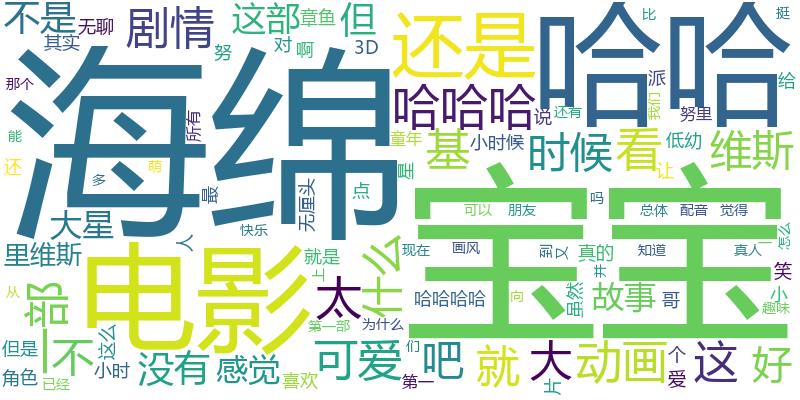 不是
其实
无聊
剧情
这部
章鱼
但
努
对
啊
3D
还是
哈哈
比
挺
那个
海绵
哈哈哈
说
还有
派
我们
努里
给
能
还
所有
萌
多
最
童年
星
基
小时候
时候
看
低幼
让
维斯
大星
里维斯
人
快乐
无厘头
点
宝宝
可以
朋友
吗
总体
配音
觉得
怎么
从
一部
电影
就是
上
太
什么
现在
画风
到
又
真的
井
知道
真人
一
笑
哈哈哈哈
向
虽然
故事
哥
小
趣味
第一部
为什么
但是
不
这么
角色
已经
小时
没有
感觉
喜欢
可爱
们
第一
吧
就
大
片
动画
个
爱
这
好